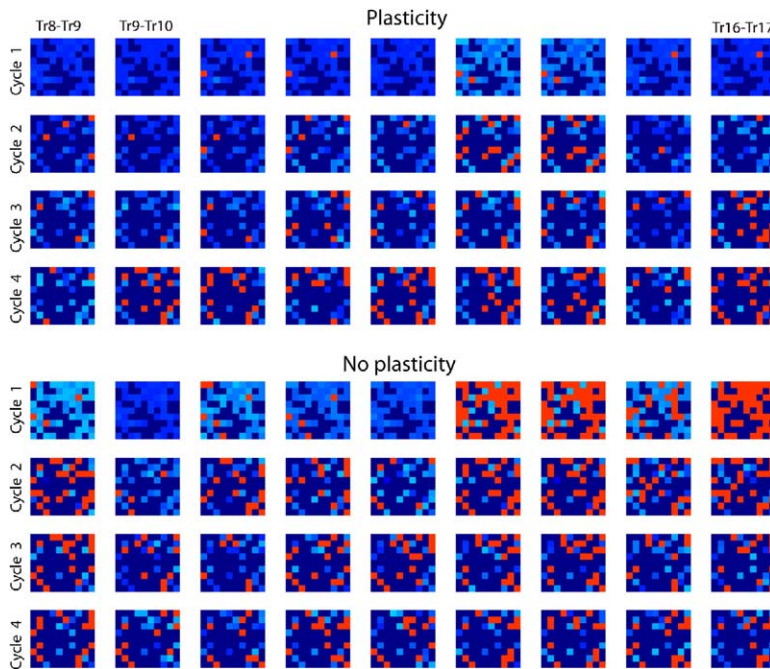 Plasticity
Tr8-Tr9 Tr9-Tr10 Tr16-Tr17
Cycle 1
Cycle 2
Cycle 3
Cycle 4
No plasticity
Cycle 1
Cycle 2
Cycle 3
Cycle 4